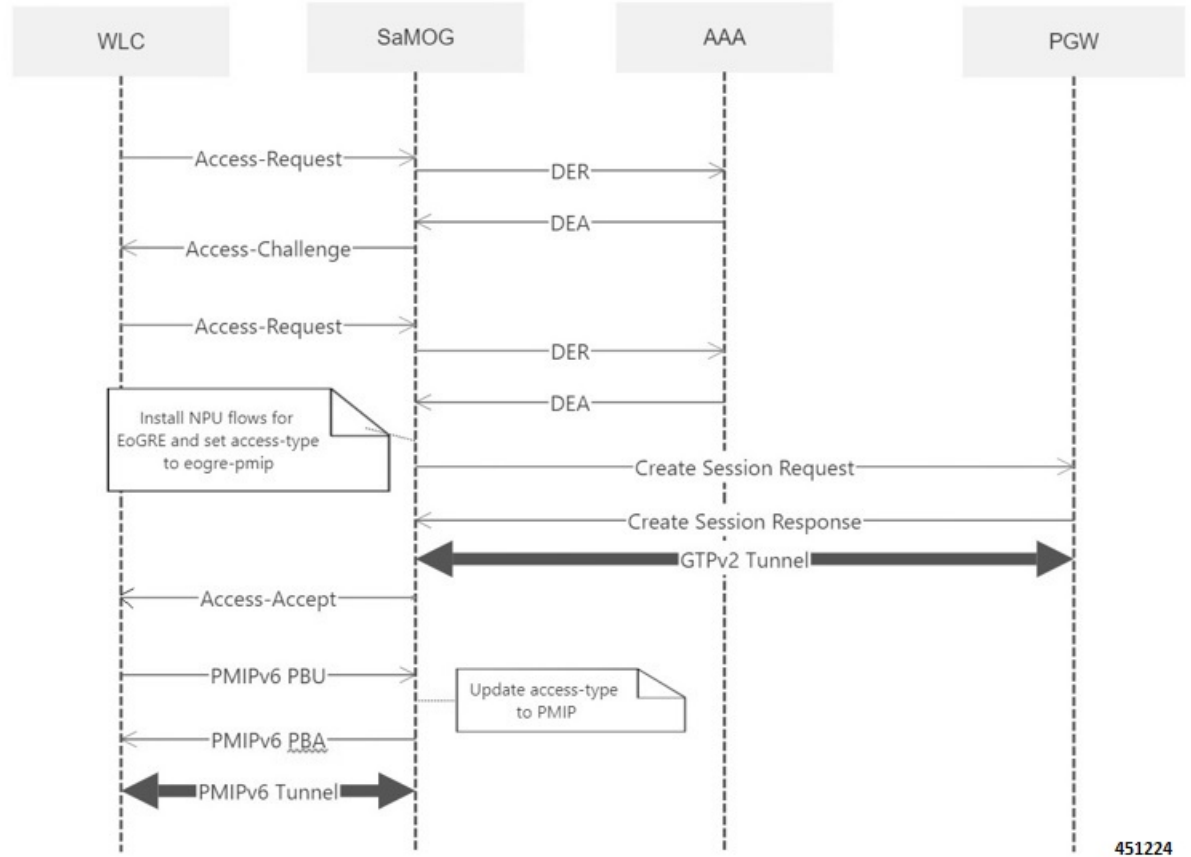 WLC
SaMOG
AAA
PGW
Access-Request
DER
DEA
Access-Challenge
Access-Request
DER
DEA
Install NPU flows for
EoGRE and set access-type
to eogre-pmip
Create Session Request
Create Session Response
GTPv2 Tunnel
Access-Accept
PMIPv6 PBU
Update access-type
to PMIP
PMIPv6 PBA
PMIPv6 Tunnel
451224